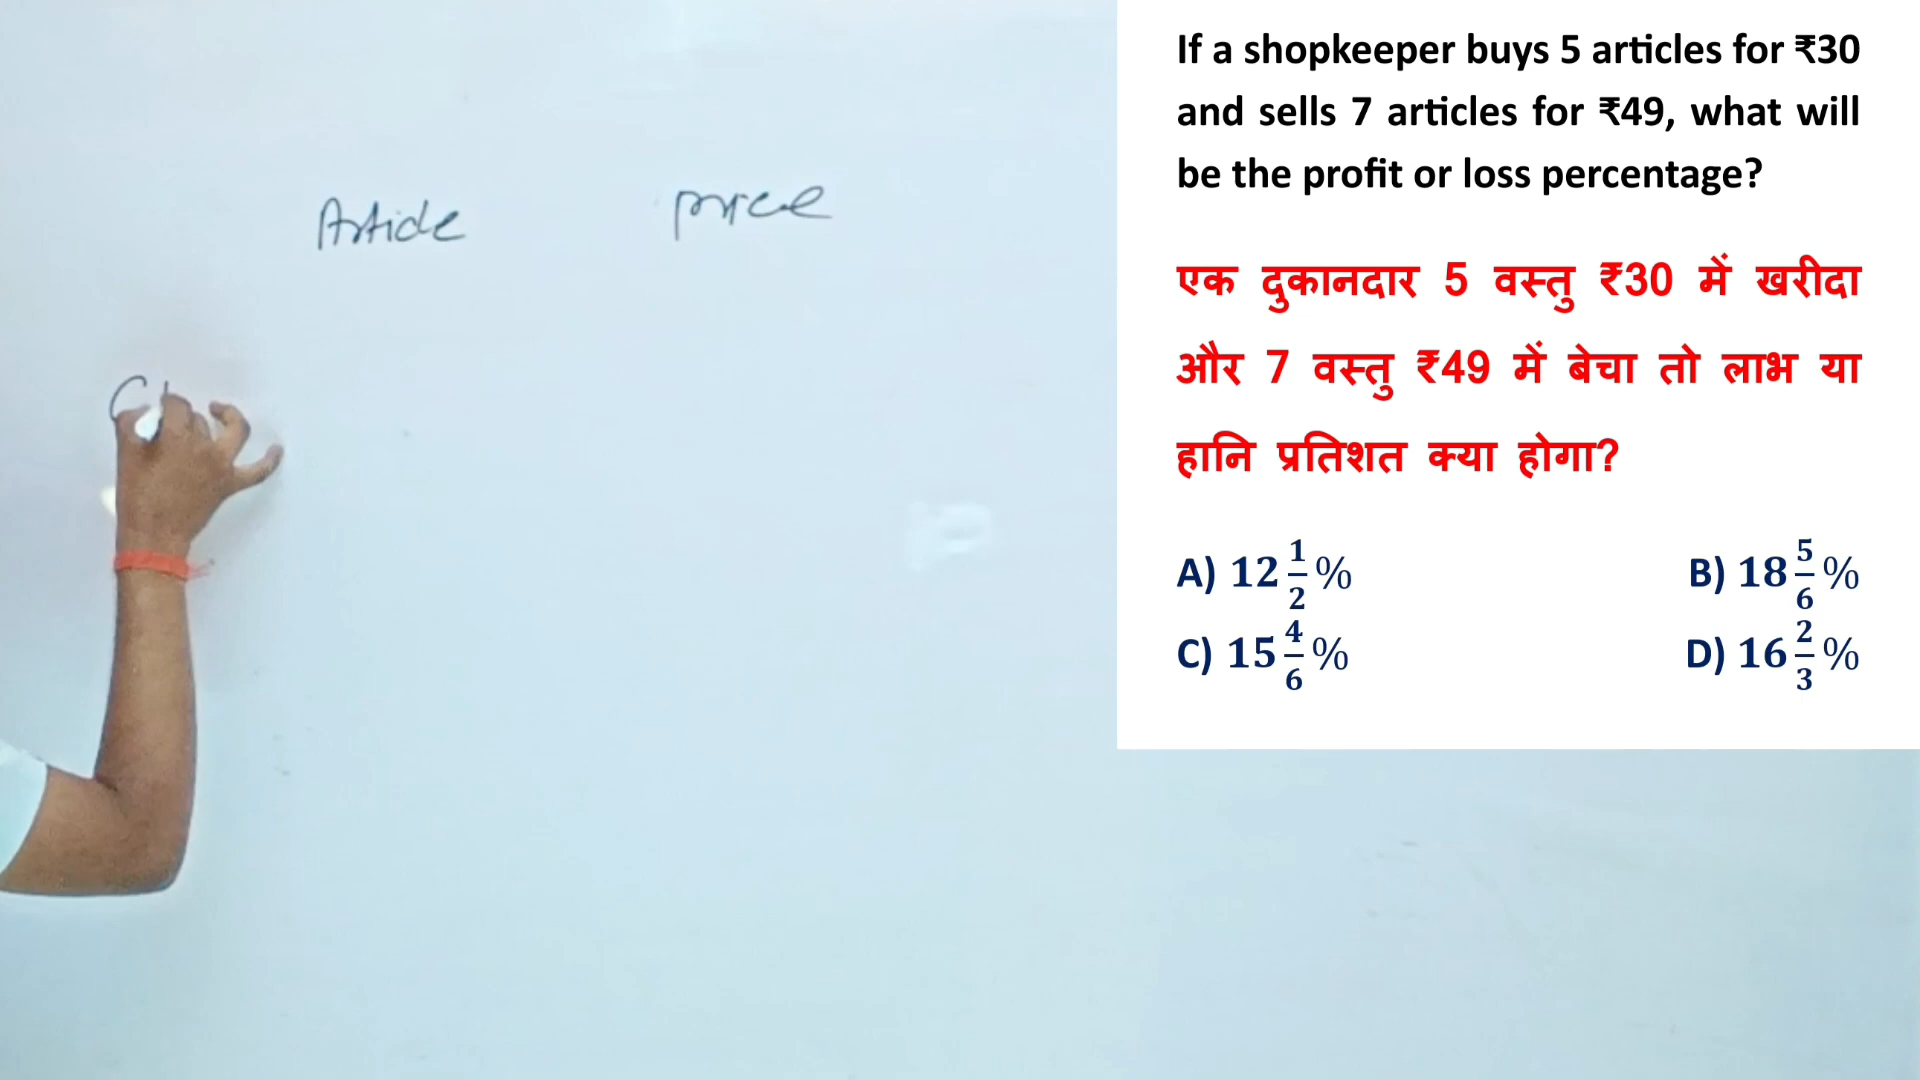 Article price
C
If a shopkeeper buys 5 articles for ₹30
and sells 7 articles for ₹49, what will
be the profit or loss percentage?
एक दुकानदार 5 वस्तु ₹30 में खरीदा
और 7 वस्तु ₹49 में बेचा तो लाभ या
हानि प्रतिशत क्या होगा?
A) 12 1/2 % B) 18 5/6 %
C) 15 4/6 % D) 16 2/3 %